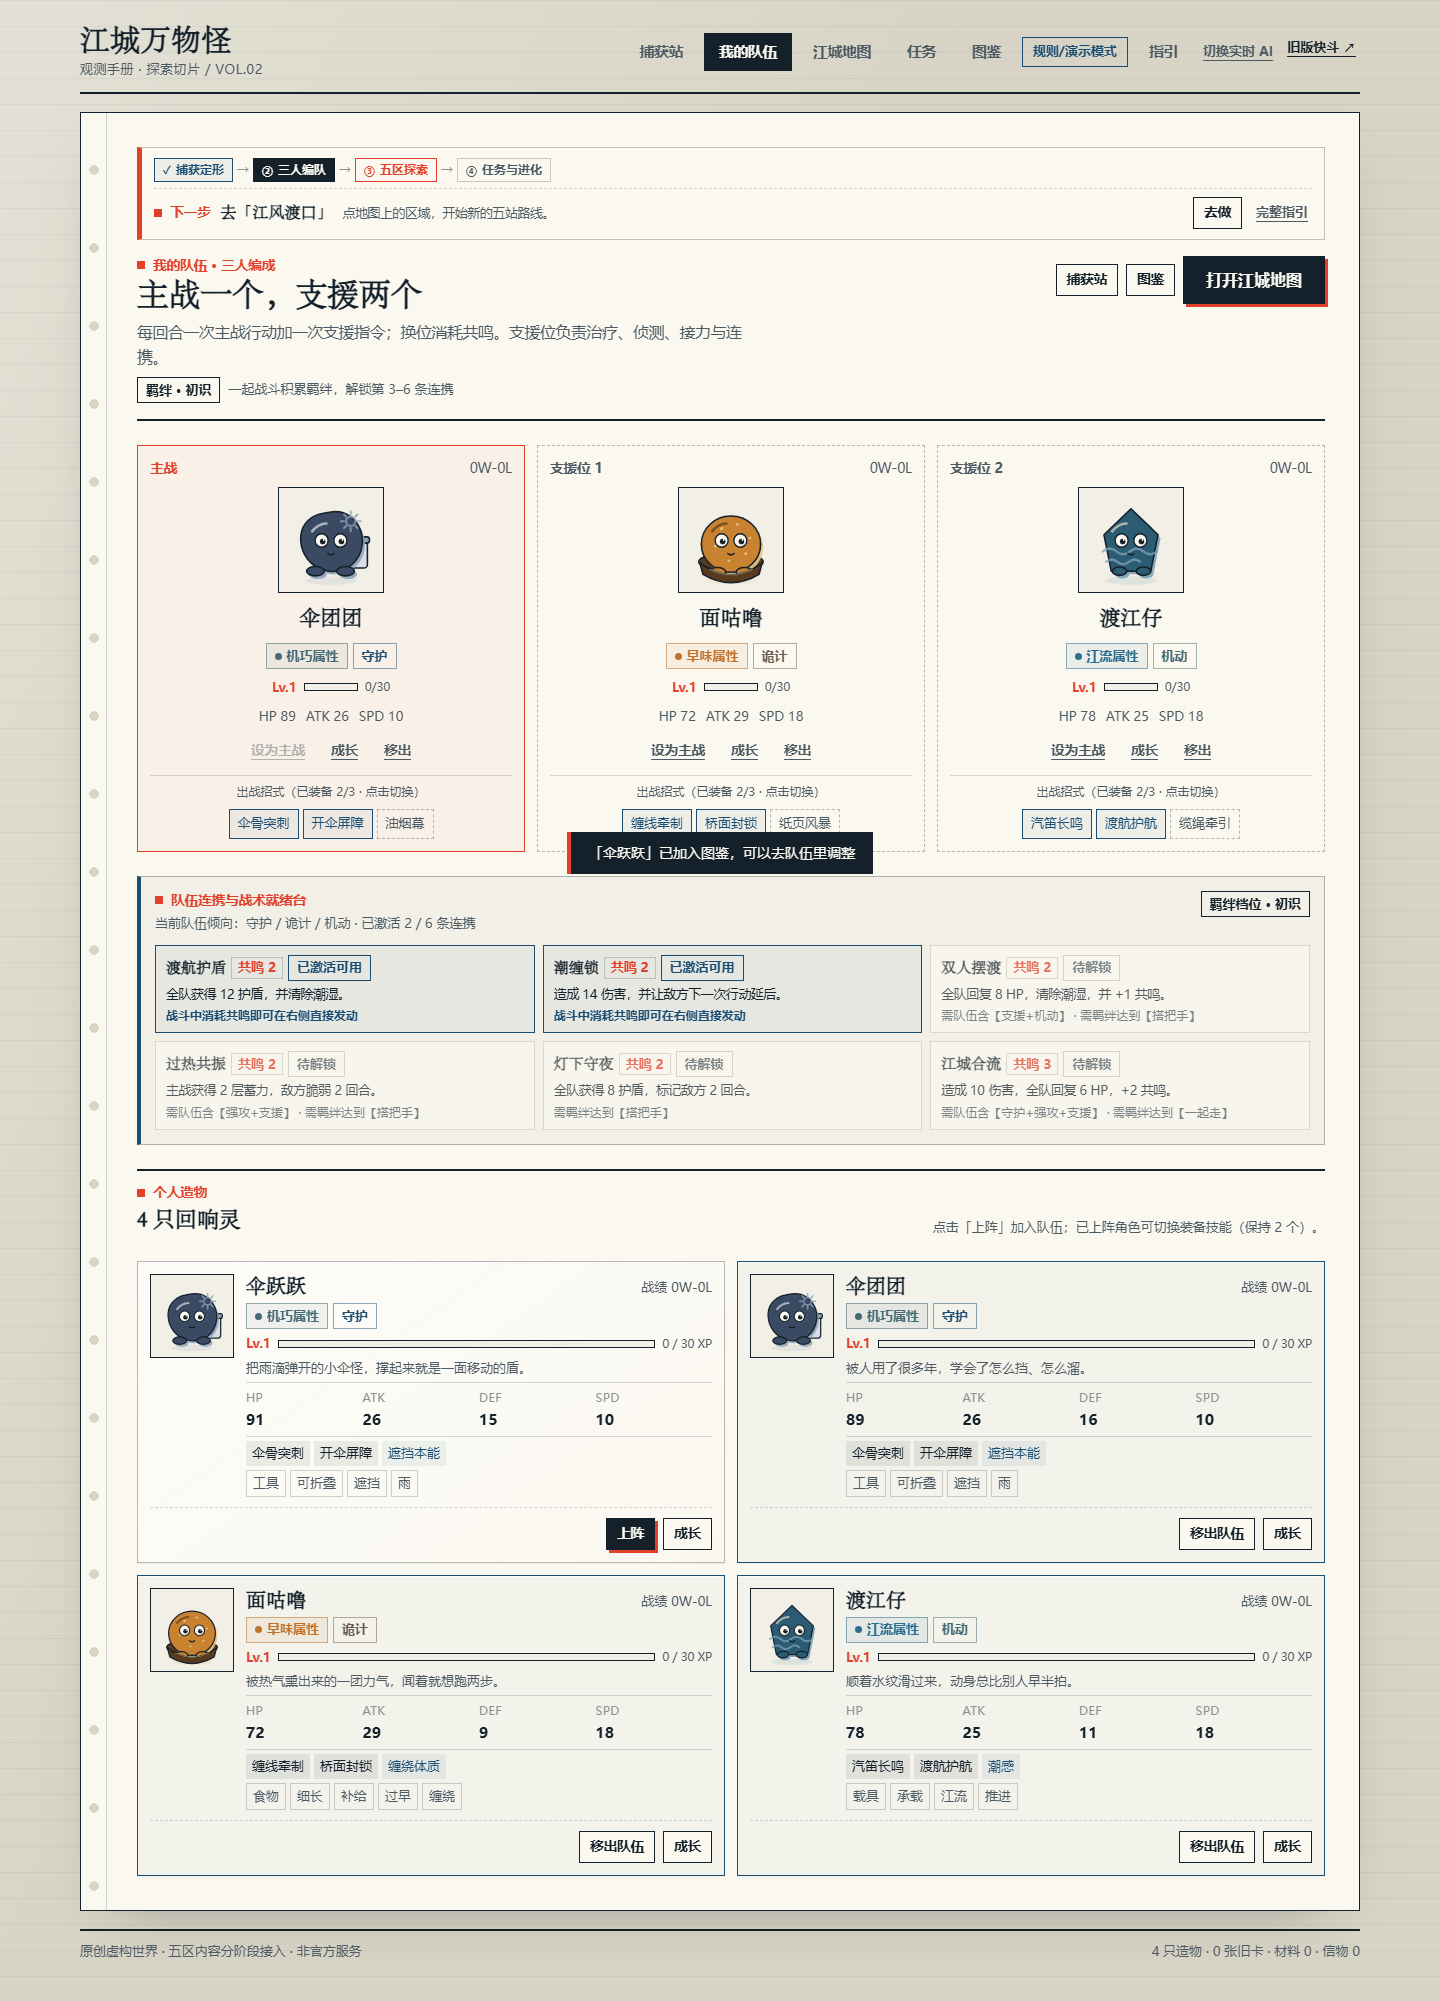 江城万物怪
观测手册 · 探索切片 / VOL.02
捕获站 我的队伍 江城地图 任务 图鉴 规则/演示模式 指引 切换实时 AI 旧版快斗 ↗
✓ 捕获定形 → ② 三人编队 → ③ 五区探索 → ④ 任务与进化
下一步 去「江风渡口」 点地图上的区域，开始新的五站路线。 去做 完整指引
我的队伍 • 三人编成
主战一个，支援两个
捕获站 图鉴 打开江城地图
每回合一次主战行动加一次支援指令；换位消耗共鸣。支援位负责治疗、侦测、接力与连
携。
羁绊 • 初识 一起战斗积累羁绊，解锁第 3–6 条连携
主战 0W-0L
伞团团
机巧属性 守护
Lv.1 0/30
HP 89 ATK 26 SPD 10
设为主战 成长 移出
出战招式（已装备 2/3 · 点击切换）
伞骨突刺 开伞屏障 油烟幕
支援位 1 0W-0L
面咕噜
早味属性 诡计
Lv.1 0/30
HP 72 ATK 29 SPD 18
设为主战 成长 移出
出战招式（已装备 2/3 · 点击切换）
缠线牵制 桥面封锁 纸页风暴
支援位 2 0W-0L
渡江仔
江流属性 机动
Lv.1 0/30
HP 78 ATK 25 SPD 18
设为主战 成长 移出
出战招式（已装备 2/3 · 点击切换）
汽笛长鸣 渡航护航 缆绳牵引
「伞跃跃」已加入图鉴，可以去队伍里调整
队伍连携与战术就绪台
当前队伍倾向：守护 / 诡计 / 机动 · 已激活 2 / 6 条连携
羁绊档位 • 初识
渡航护盾 共鸣 2 已激活可用
全队获得 12 护盾，并清除潮湿。
战斗中消耗共鸣即可在右侧直接发动
潮缠锁 共鸣 2 已激活可用
造成 14 伤害，并让敌方下一次行动延后。
战斗中消耗共鸣即可在右侧直接发动
双人摆渡 共鸣 2 待解锁
全队回复 8 HP，清除潮湿，并 +1 共鸣。
需队伍含【支援+机动】 · 需羁绊达到【搭把手】
过热共振 共鸣 2 待解锁
主战获得 2 层蓄力，敌方脆弱 2 回合。
需队伍含【强攻+支援】 · 需羁绊达到【搭把手】
灯下守夜 共鸣 2 待解锁
全队获得 8 护盾，标记敌方 2 回合。
需羁绊达到【搭把手】
江城合流 共鸣 3 待解锁
造成 10 伤害，全队回复 6 HP，+2 共鸣。
需队伍含【守护+强攻+支援】 · 需羁绊达到【一起走】
个人造物
4 只回响灵
点击「上阵」加入队伍；已上阵角色可切换装备技能（保持 2 个）。
伞跃跃 战绩 0W-0L
机巧属性 守护
Lv.1 0 / 30 XP
把雨滴弹开的小伞怪，撑起来就是一面移动的盾。
HP ATK DEF SPD
91 26 15 10
伞骨突刺 开伞屏障 遮挡本能
工具 可折叠 遮挡 雨
上阵 成长
伞团团 战绩 0W-0L
机巧属性 守护
Lv.1 0 / 30 XP
被人用了很多年，学会了怎么挡、怎么溜。
HP ATK DEF SPD
89 26 16 10
伞骨突刺 开伞屏障 遮挡本能
工具 可折叠 遮挡 雨
移出队伍 成长
面咕噜 战绩 0W-0L
早味属性 诡计
Lv.1 0 / 30 XP
被热气熏出来的一团力气，闻着就想跑两步。
HP ATK DEF SPD
72 29 9 18
缠线牵制 桥面封锁 缠绕体质
食物 细长 补给 过早 缠绕
移出队伍 成长
渡江仔 战绩 0W-0L
江流属性 机动
Lv.1 0 / 30 XP
顺着水纹滑过来，动身总比别人早半拍。
HP ATK DEF SPD
78 25 11 18
汽笛长鸣 渡航护航 潮感
载具 承载 江流 推进
移出队伍 成长
原创虚构世界 · 五区内容分阶段接入 · 非官方服务
4 只造物 · 0 张旧卡 · 材料 0 · 信物 0